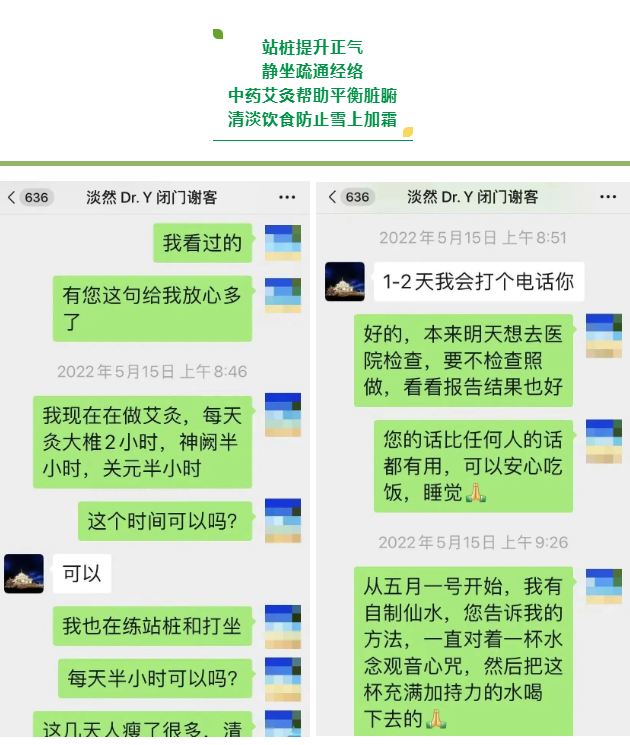 站桩提升正气
静坐疏通经络
中药艾灸帮助平衡脏腑
清淡饮食防止雪上加霜
636
淡然 Dr. Y 闭门谢客
我看过的
有您这句给我放心多
了
2022年5月15日 上午8:46
我现在在做艾灸，每天
灸大椎2小时，神阙半
小时，关元半小时
这个时间可以吗?
可以
我也在练站桩和打坐
每天半小时可以吗?
这几天人瘦了很多，清
636
淡然 Dr. Y 闭门谢客
2022年5月15日 上午8:51
1-2天我会打个电话你
好的，本来明天想去医
院检查，要不检查照
做，看看报告结果也好
您的话比任何人的话
都有用，可以安心吃
饭，睡觉🙏
2022年5月15日 上午9:26
从五月一号开始，我有
自制仙水，您告诉我的
方法，一直对着一杯水
念观音心咒，然后把这
杯充满加持力的水喝
下去的🙏